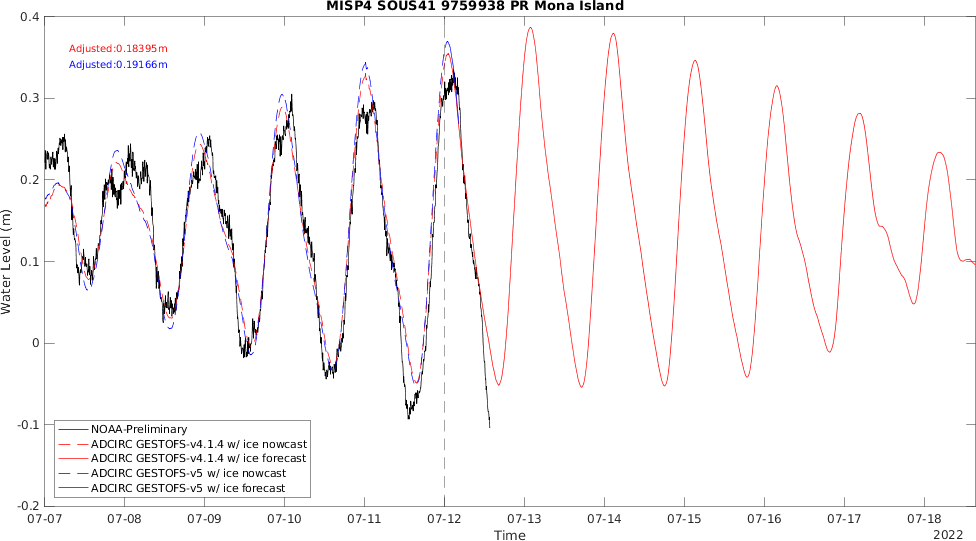 MISP4 SOUS41 9759938 PR Mona Island
0.4
Adjusted:0.18395m
Adjusted:0.19166m
0.3
0.2
0.1
0
-0.1
-0.2
Water Level (m)
NOAA-Preliminary
ADCIRC GESTOFS-v4.1.4 w/ ice nowcast
ADCIRC GESTOFS-v4.1.4 w/ ice forecast
ADCIRC GESTOFS-v5 w/ ice nowcast
ADCIRC GESTOFS-v5 w/ ice forecast
07-07 07-08 07-09 07-10 07-11 07-12 07-13 07-14 07-15 07-16 07-17 07-18
Time
2022